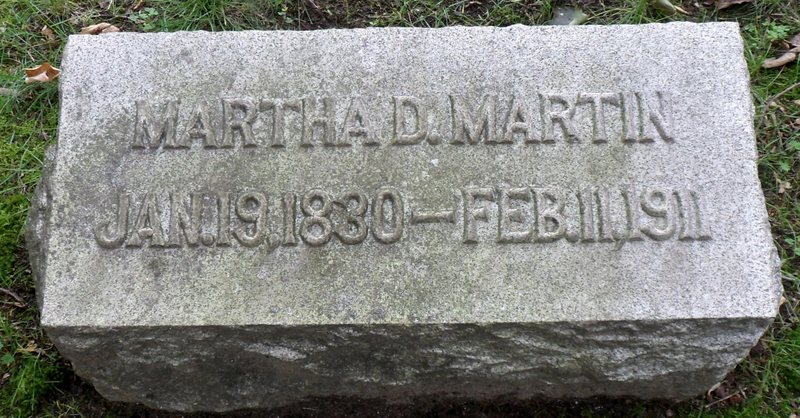 MARTHA D. MARTIN
JAN. 19, 1830 — FEB. 11, 1911